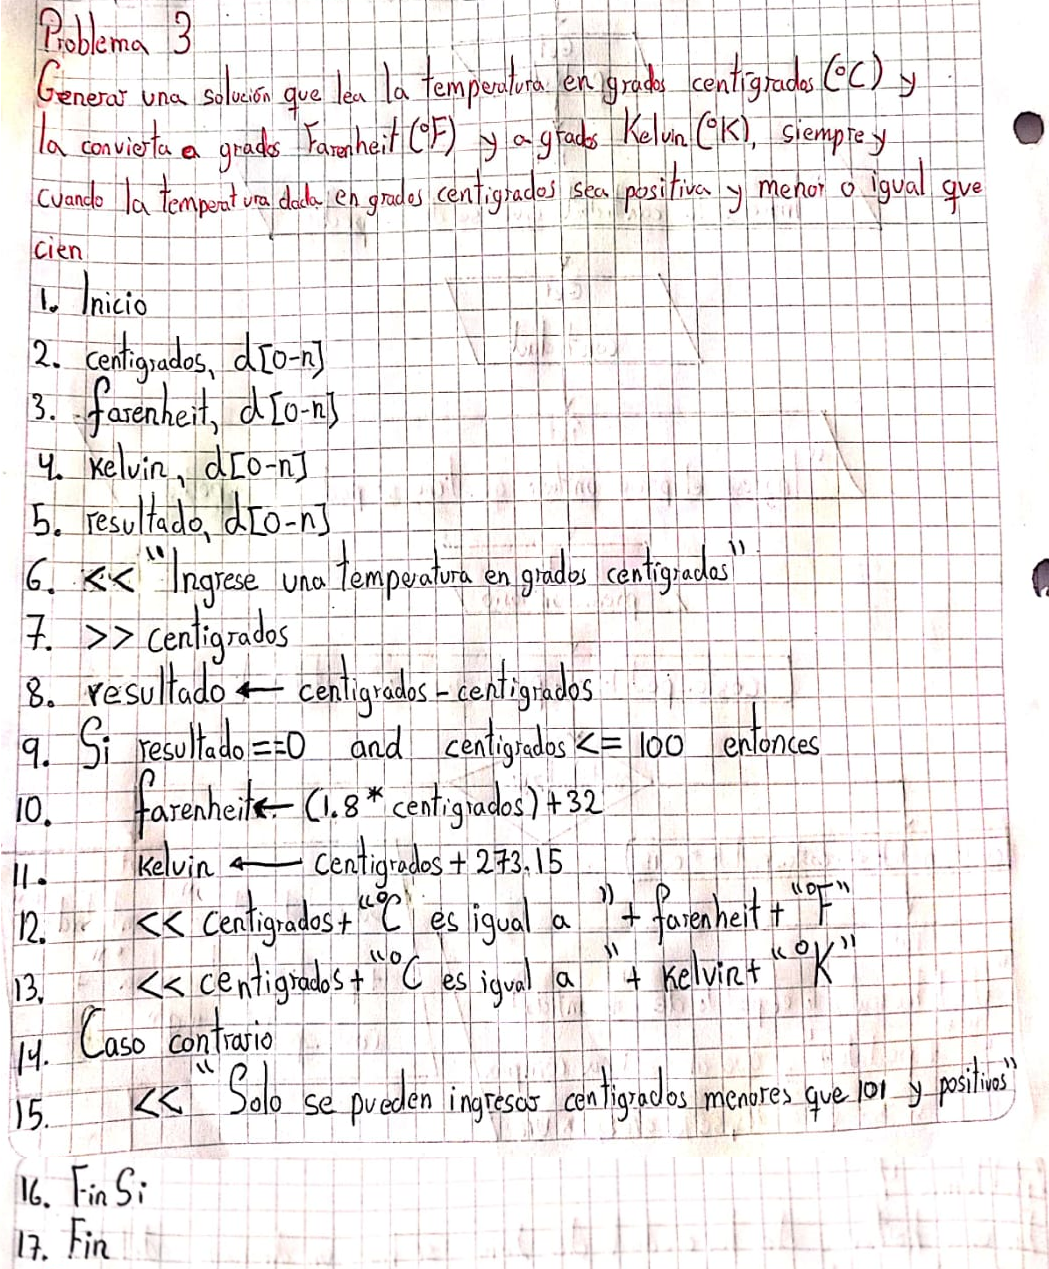 Problema 3
Generar una solución que lea la temperatura en grados centigrados (°C) y
la convierta a grados Farenheit (°F) y a grados Kelvin (°K), siempre y
cuando la temperatura dada en grados centigrados sea positiva y menor o igual que
cien
1. Inicio
2. centigrados, d[0-n]
3. farenheit, d[0-n]
4. Kelvin, d[0-n]
5. resultado, d[0-n]
6. << "Ingrese una temperatura en grados centigrados"
7. >> centigrados
8. resultado ← centigrados - centigrados
9. Si resultado==0 and centigrados <= 100 entonces
10. farenheit ← (1.8 * centigrados) + 32
11. Kelvin ← Centigrados + 273.15
12. << Centigrados + "°C es igual a " + farenheit + "°F"
13. << centigrados + "°C es igual a " + Kelvin + "°K"
14. Caso contrario
15. << "Solo se pueden ingresar centigrados menores que 101 y positivos"
16. Fin Si
17. Fin